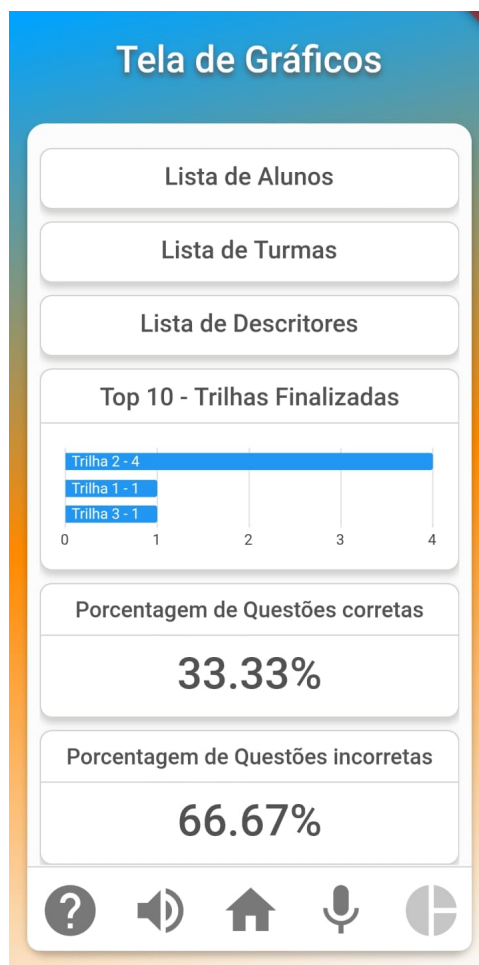 Tela de Gráficos
Lista de Alunos
Lista de Turmas
Lista de Descritores
Top 10 - Trilhas Finalizadas
Trilha 2 - 4
Trilha 1 - 1
Trilha 3 - 1
0 1 2 3 4
Porcentagem de Questões corretas
33.33%
Porcentagem de Questões incorretas
66.67%
?